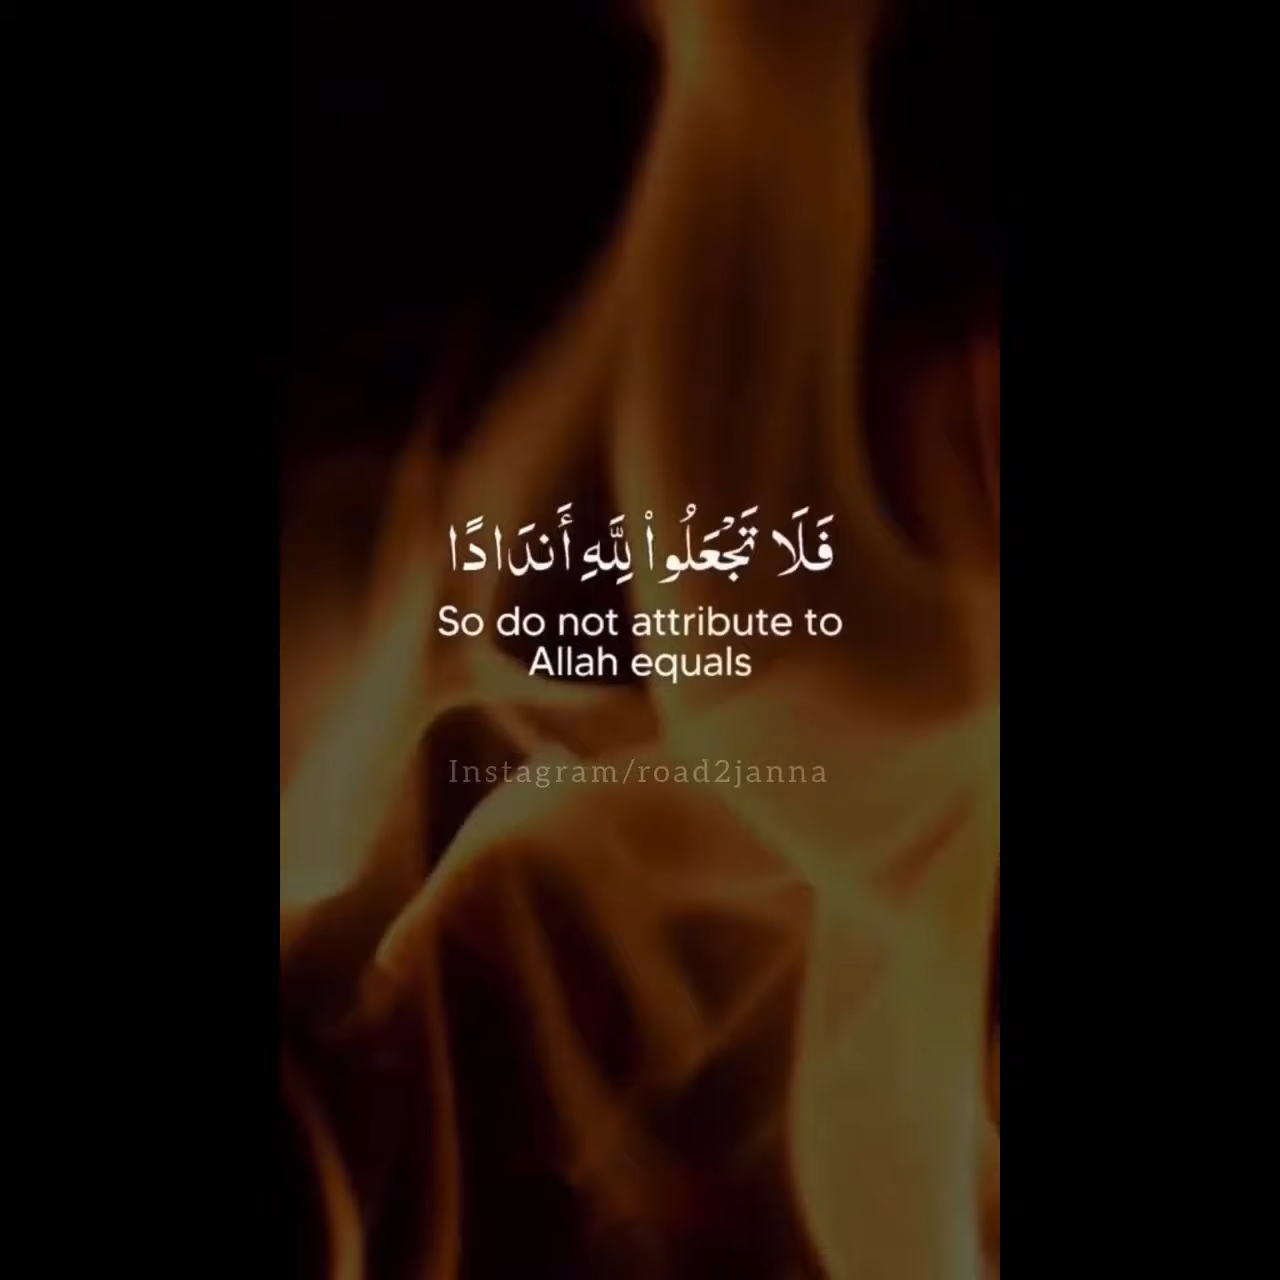 فَلَا تَجْعَلُوا۟ لِلَّهِ أَندَادًا
So do not attribute to
Allah equals
Instagram/road2janna